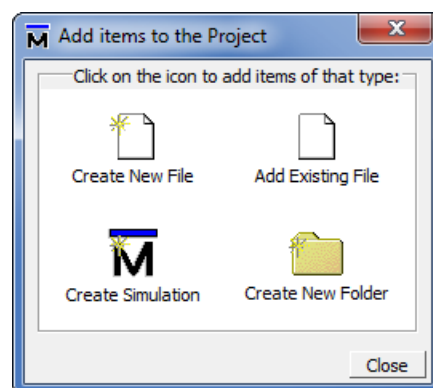 Add items to the Project
Click on the icon to add items of that type:
Create New File
Add Existing File
Create Simulation
Create New Folder
Close